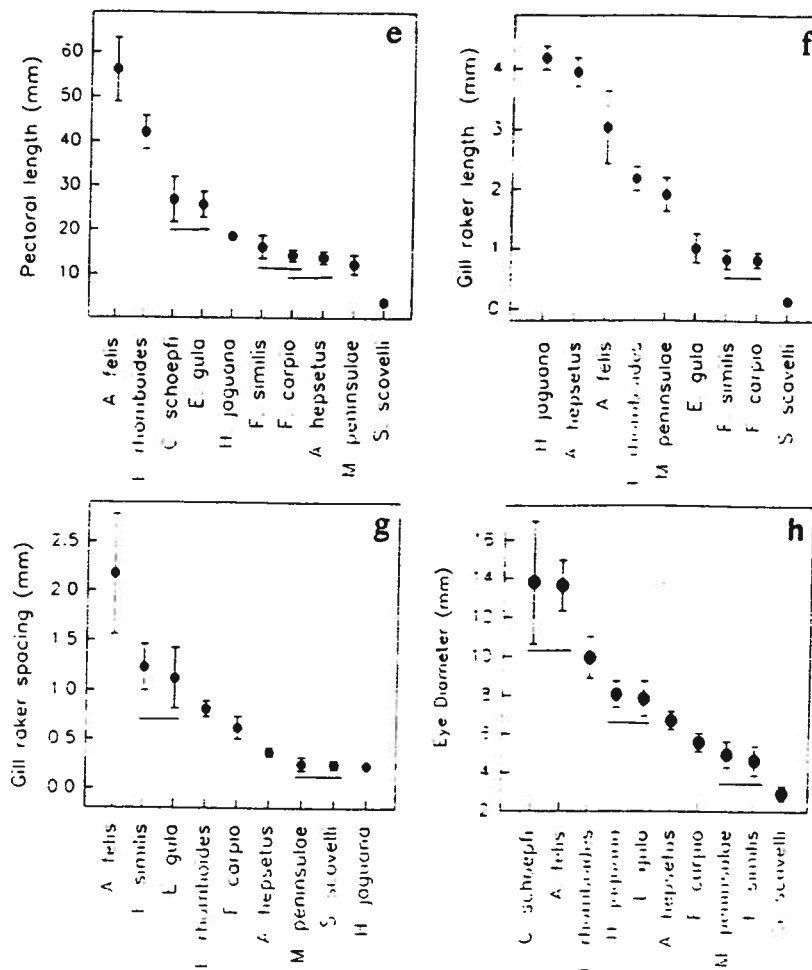 e
Pectoral length (mm)
60
50
40
30
20
10
A felis
rhomboides
C schoepfi
E. gula
H. jaguana
F. similis
F. carpio
A hepsetus
M peninsulae
S. scovelli
f
Gill raker length (mm)
4
3
2
1
0
H jaguana
A hepsetus
A felis
rhomboides
M peninsulae
E gula
F. similis
F carpio
S scovelli
g
Gill raker spacing (mm)
2.5
2 0
1.5
1 0
0 5
0 0
A felis
similis
E gula
rhomboides
F carpio
A hepsetus
M peninsulae
S scovelli
H jaguana
h
Eye Diameter (mm)
C schoepfi
A felis
rhomboides
gula
A hepsetus
F carpio
M peninsulae
similis
scovelli